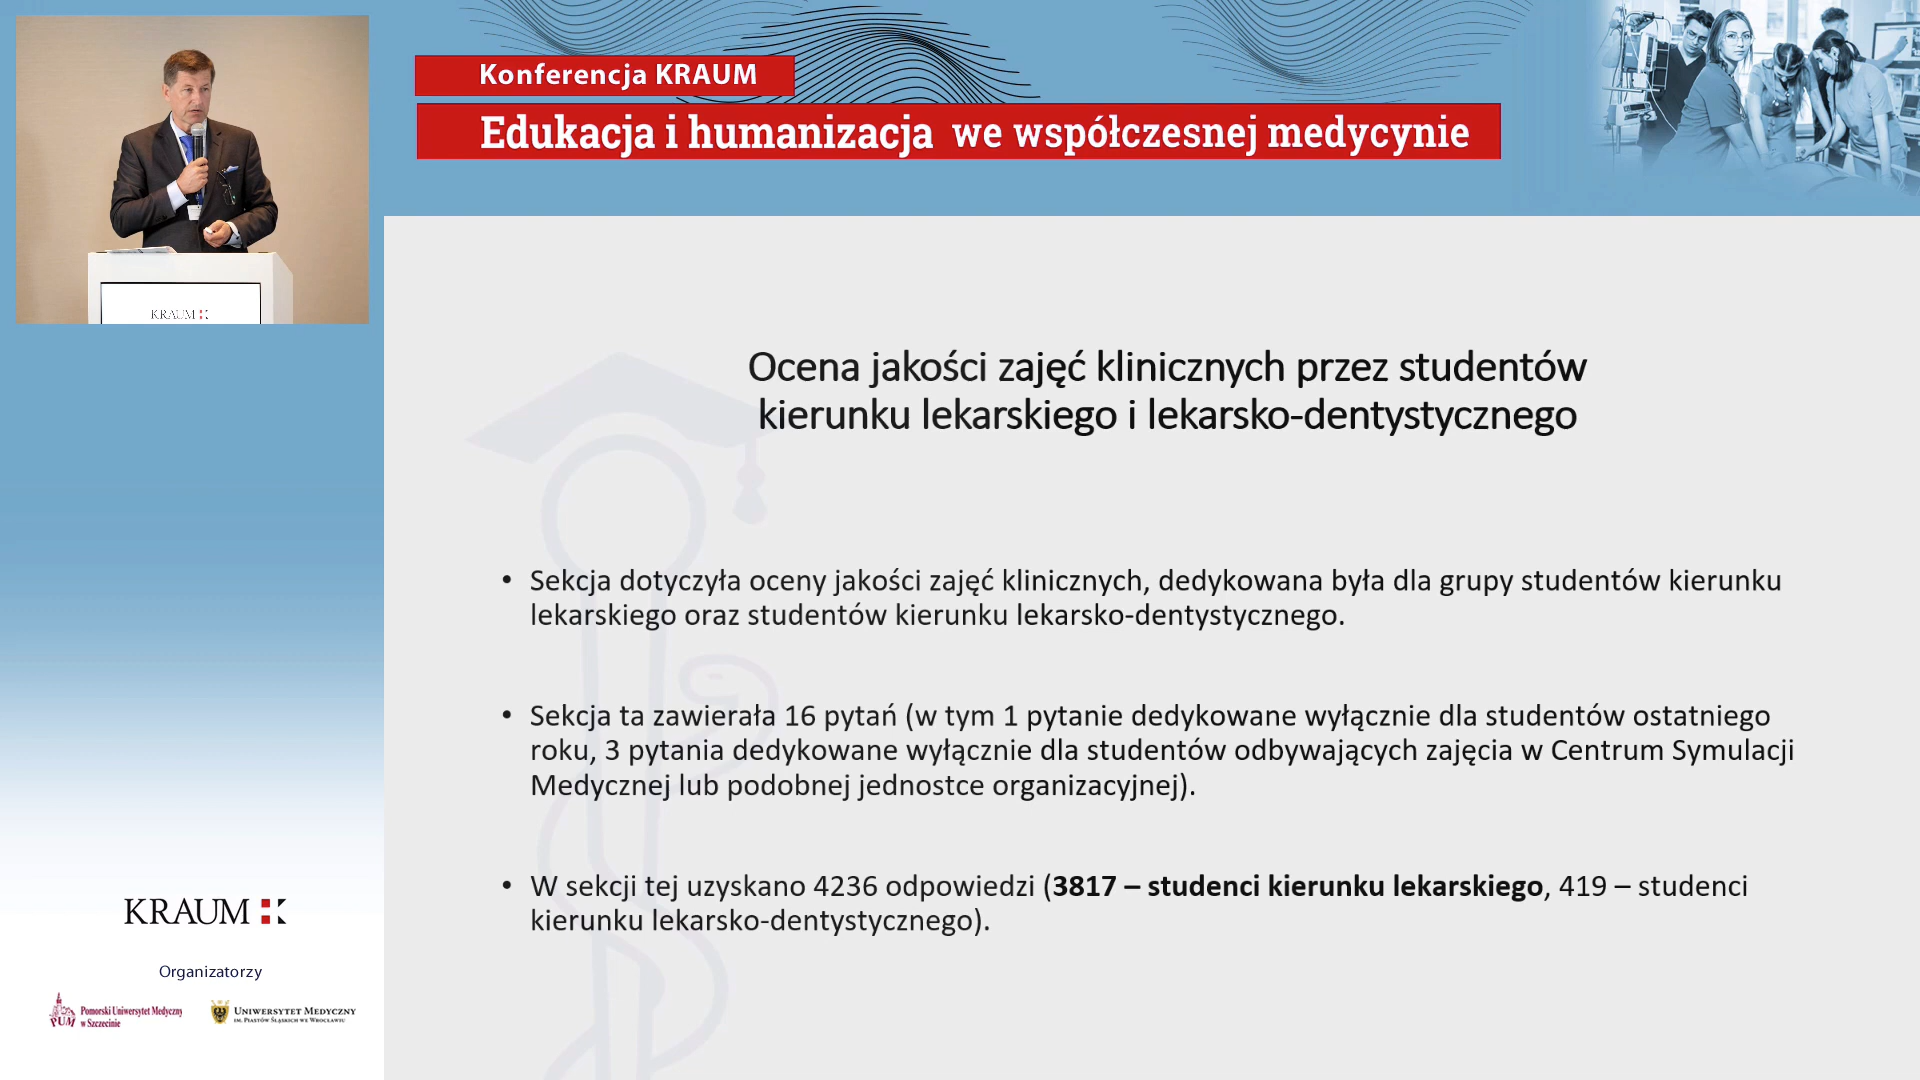 Konferencja KRAUM
Edukacja i humanizacja we współczesnej medycynie
KRAUM
Ocena jakości zajęć klinicznych przez studentów
kierunku lekarskiego i lekarsko-dentystycznego
• Sekcja dotyczyła oceny jakości zajęć klinicznych, dedykowana była dla grupy studentów kierunku
lekarskiego oraz studentów kierunku lekarsko-dentystycznego.
• Sekcja ta zawierała 16 pytań (w tym 1 pytanie dedykowane wyłącznie dla studentów ostatniego
roku, 3 pytania dedykowane wyłącznie dla studentów odbywających zajęcia w Centrum Symulacji
Medycznej lub podobnej jednostce organizacyjnej).
• W sekcji tej uzyskano 4236 odpowiedzi (3817 – studenci kierunku lekarskiego, 419 – studenci
kierunku lekarsko-dentystycznego).
KRAUM
Organizatorzy
PUM
Pomorski Uniwersytet Medyczny
w Szczecinie
UNIWERSYTET MEDYCZNY
IM. PIASTÓW ŚLĄSKICH WE WROCŁAWIU